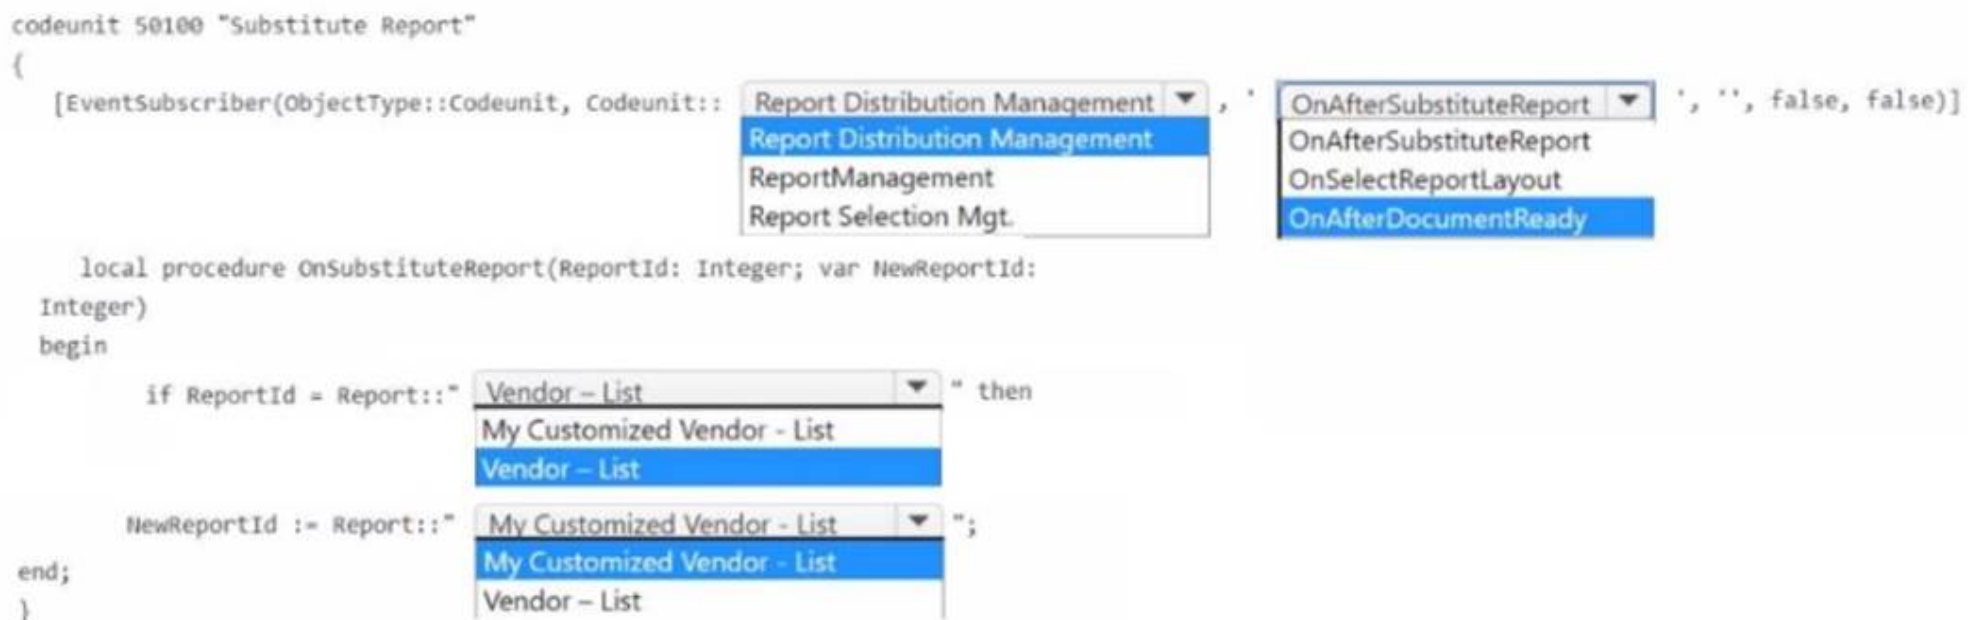 codeunit 50100 "Substitute Report"
{
[EventSubscriber(ObjectType::Codeunit, Codeunit:: Report Distribution Management , ' OnAfterSubstituteReport ', '', false, false)]
Report Distribution Management
ReportManagement
Report Selection Mgt.
OnAfterSubstituteReport
OnSelectReportLayout
OnAfterDocumentReady
local procedure OnSubstituteReport(ReportId: Integer; var NewReportId:
Integer)
begin
if ReportId = Report::" Vendor – List " then
My Customized Vendor - List
Vendor – List
NewReportId := Report::" My Customized Vendor - List ";
My Customized Vendor - List
Vendor – List
end;
}